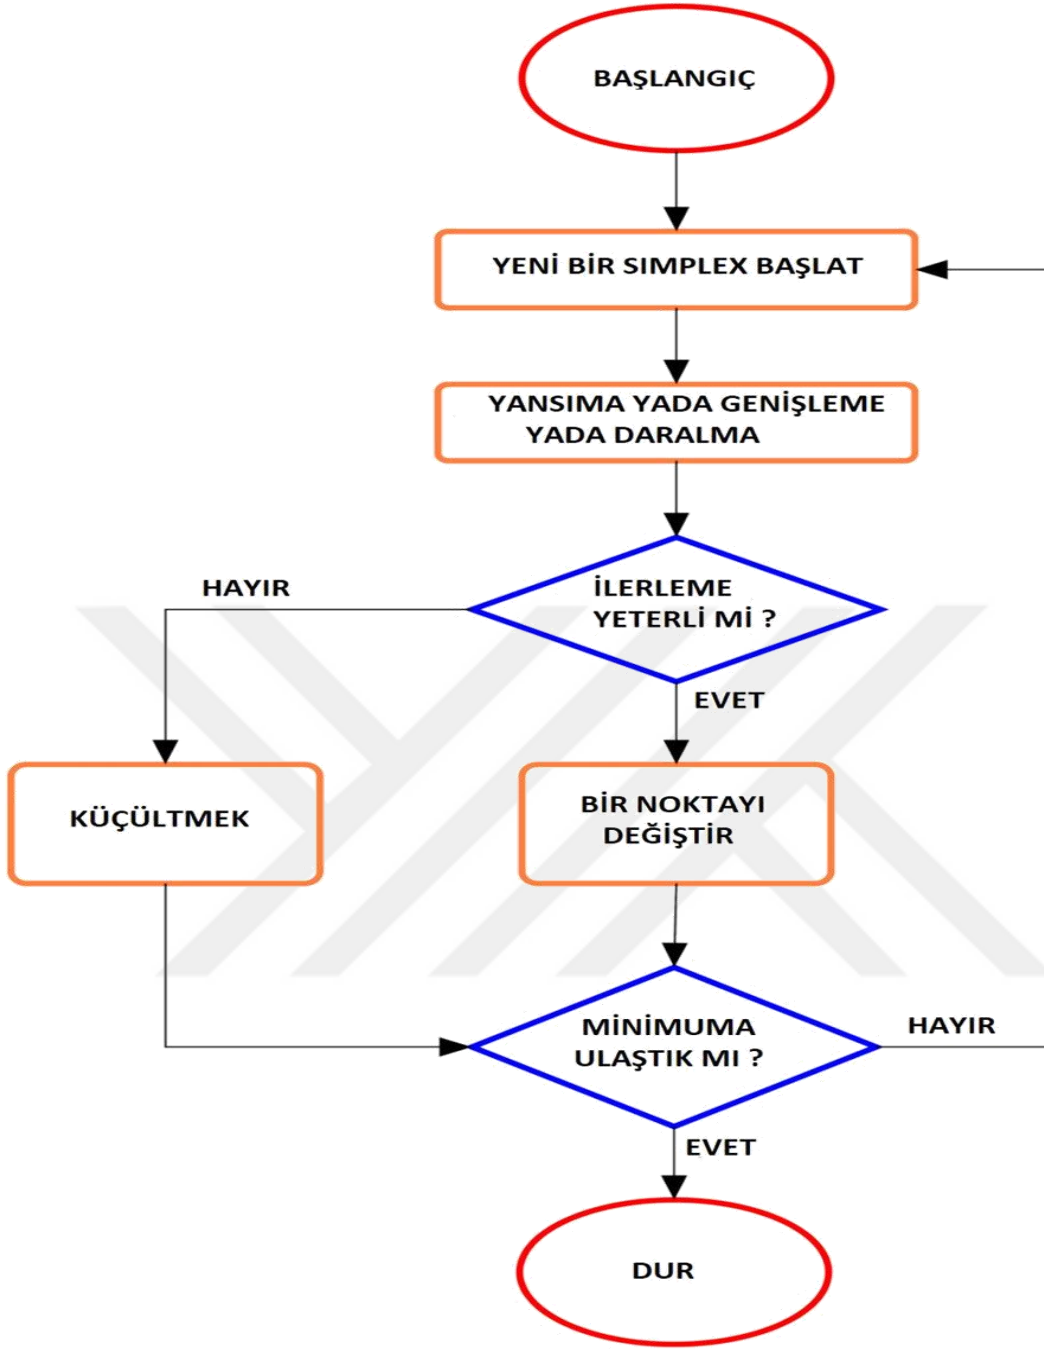 BAŞLANGIÇ
YENİ BİR SIMPLEX BAŞLAT
YANSIMA YADA GENİŞLEME
YADA DARALMA
HAYIR
İLERLEME
YETERLİ Mİ ?
EVET
KÜÇÜLTMEK
BİR NOKTAYI
DEĞİŞTİR
MİNİMUMA
ULAŞTIK MI ?
HAYIR
EVET
DUR